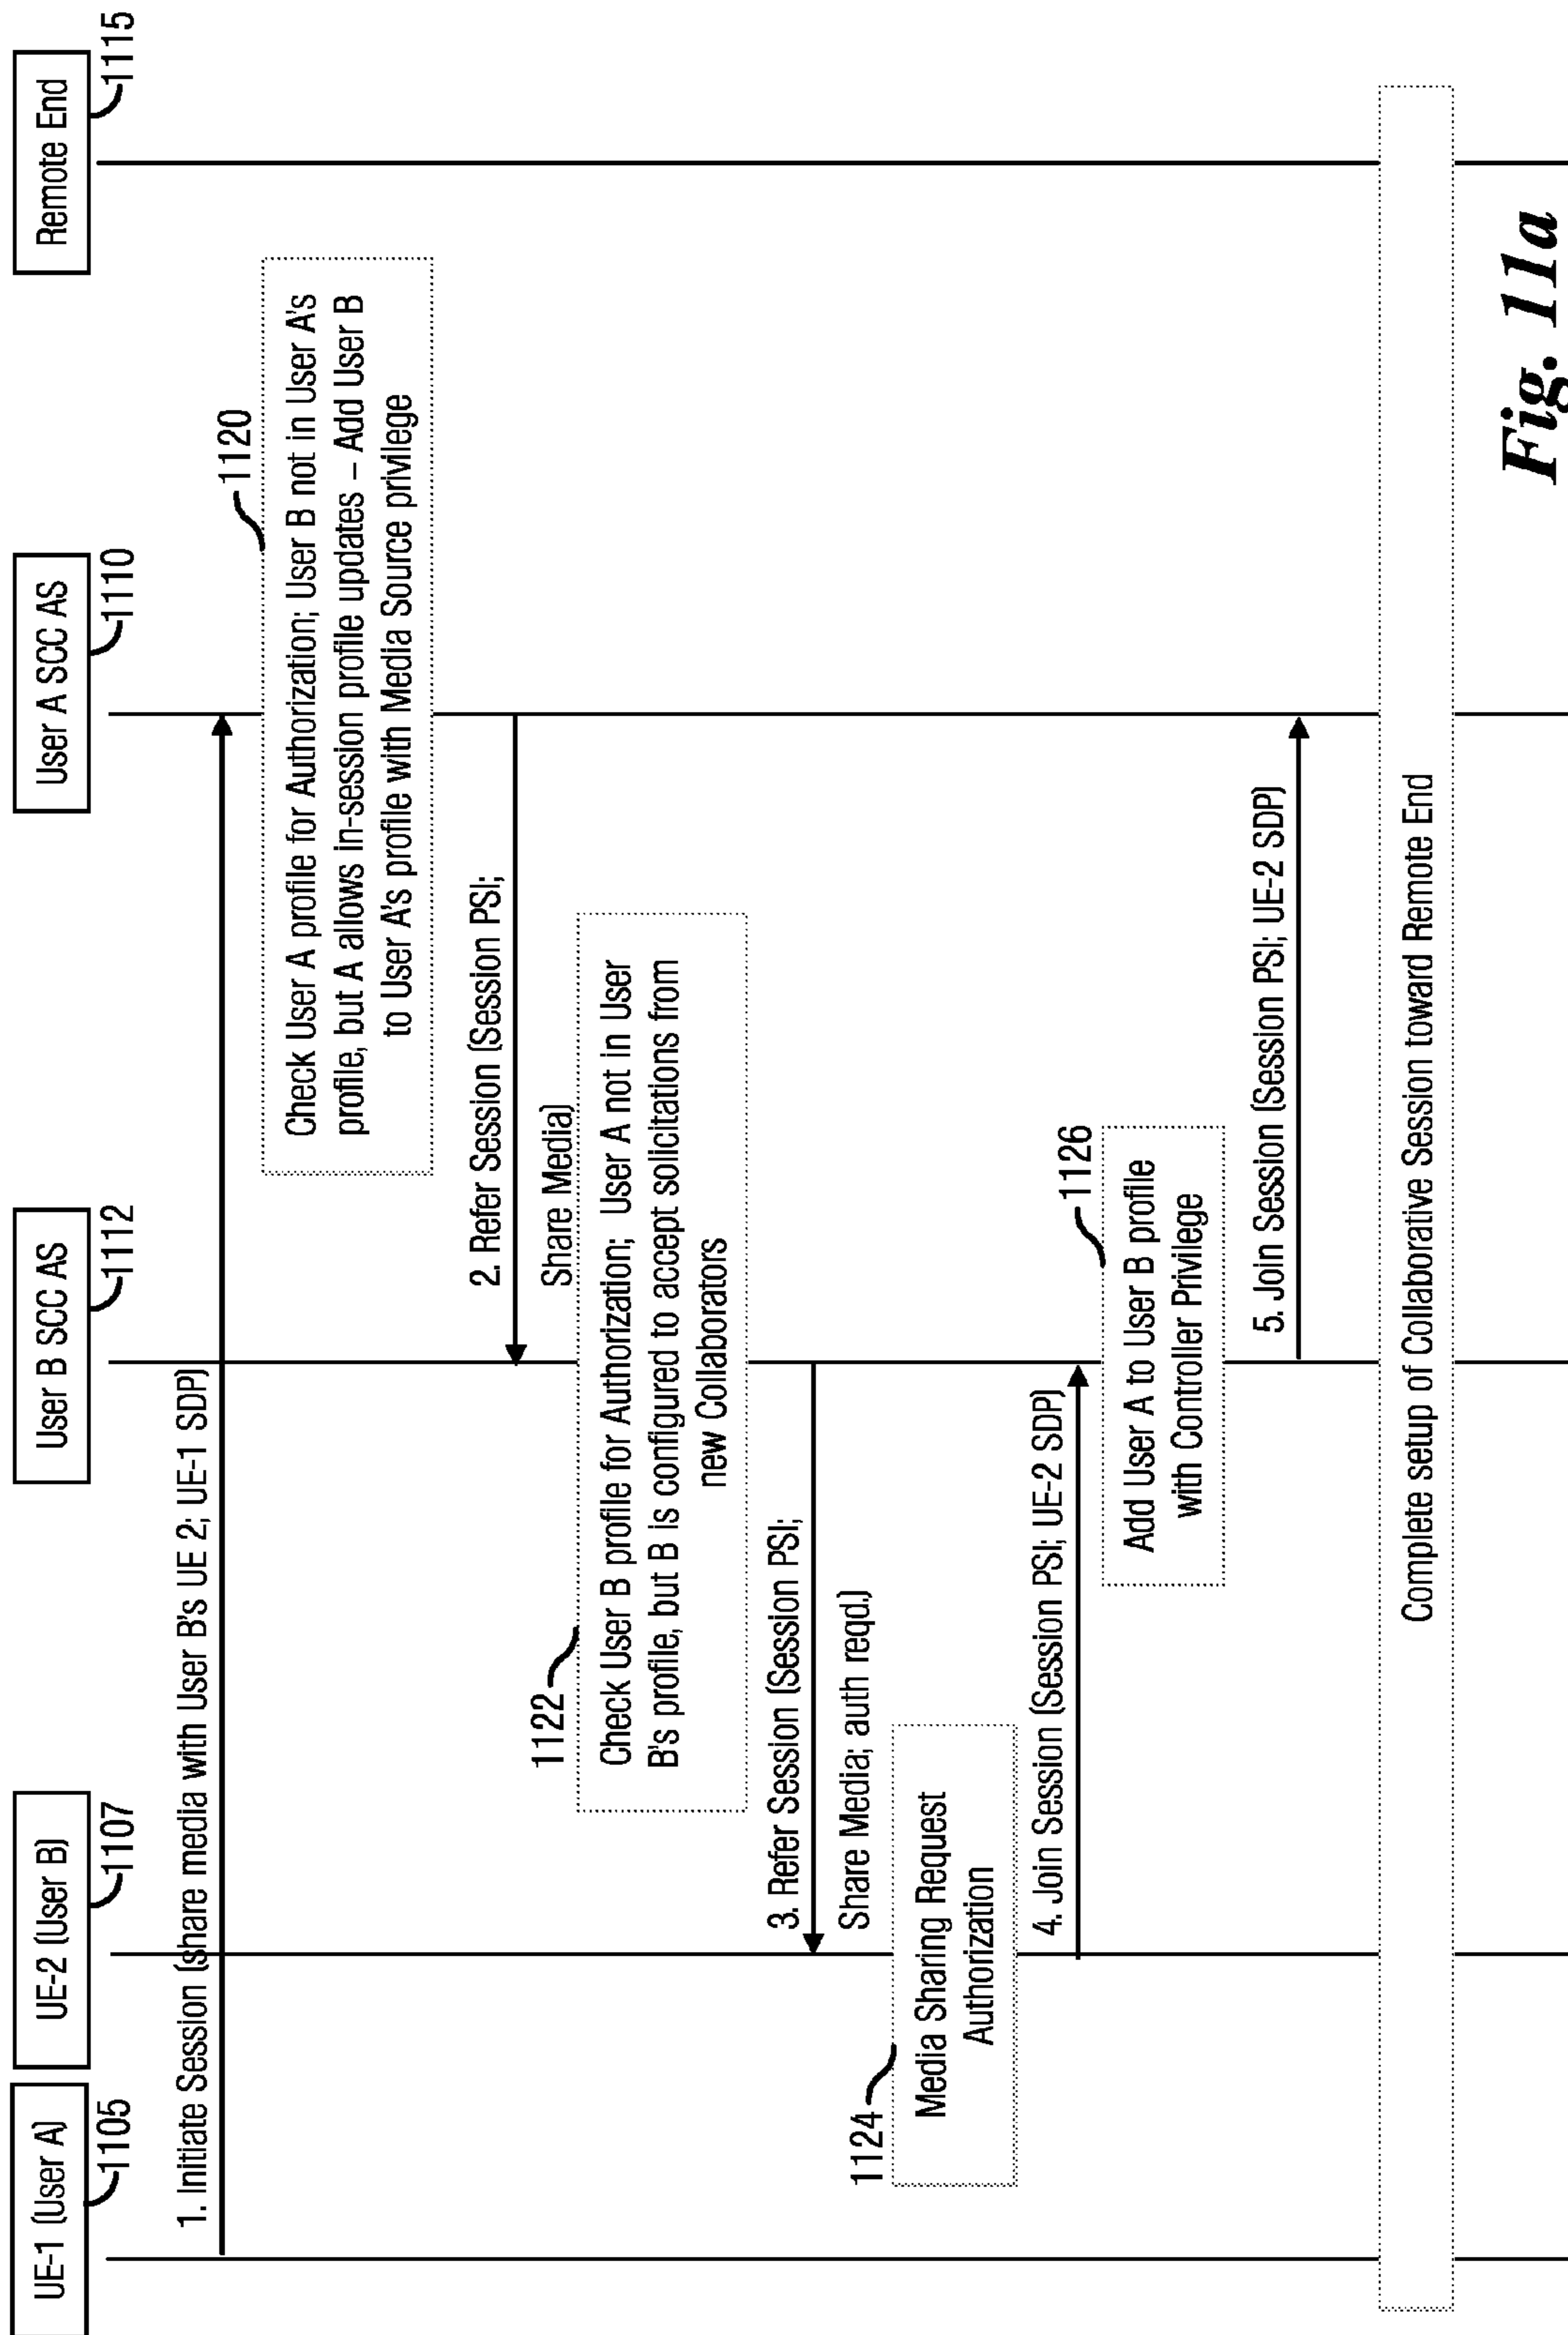 UE-1 (User A)
1105
UE-2 (User B)
1107
User B SCC AS
1112
User A SCC AS
1110
Remote End
1115
1. Initiate Session (share media with User B's UE 2; UE-1 SDP)
1120
Check User A profile for Authorization; User B not in User A's
profile, but A allows in-session profile updates – Add User B
to User A's profile with Media Source privilege
2. Refer Session (Session PSI;
Share Media)
1122
Check User B profile for Authorization; User A not in User
B's profile, but B is configured to accept solicitations from
new Collaborators
3. Refer Session (Session PSI;
Share Media; auth reqd.)
1124
Media Sharing Request
Authorization
4. Join Session (Session PSI; UE-2 SDP)
1126
Add User A to User B profile
with Controller Privilege
5. Join Session (Session PSI; UE-2 SDP)
Complete setup of Collaborative Session toward Remote End
Fig. 11a